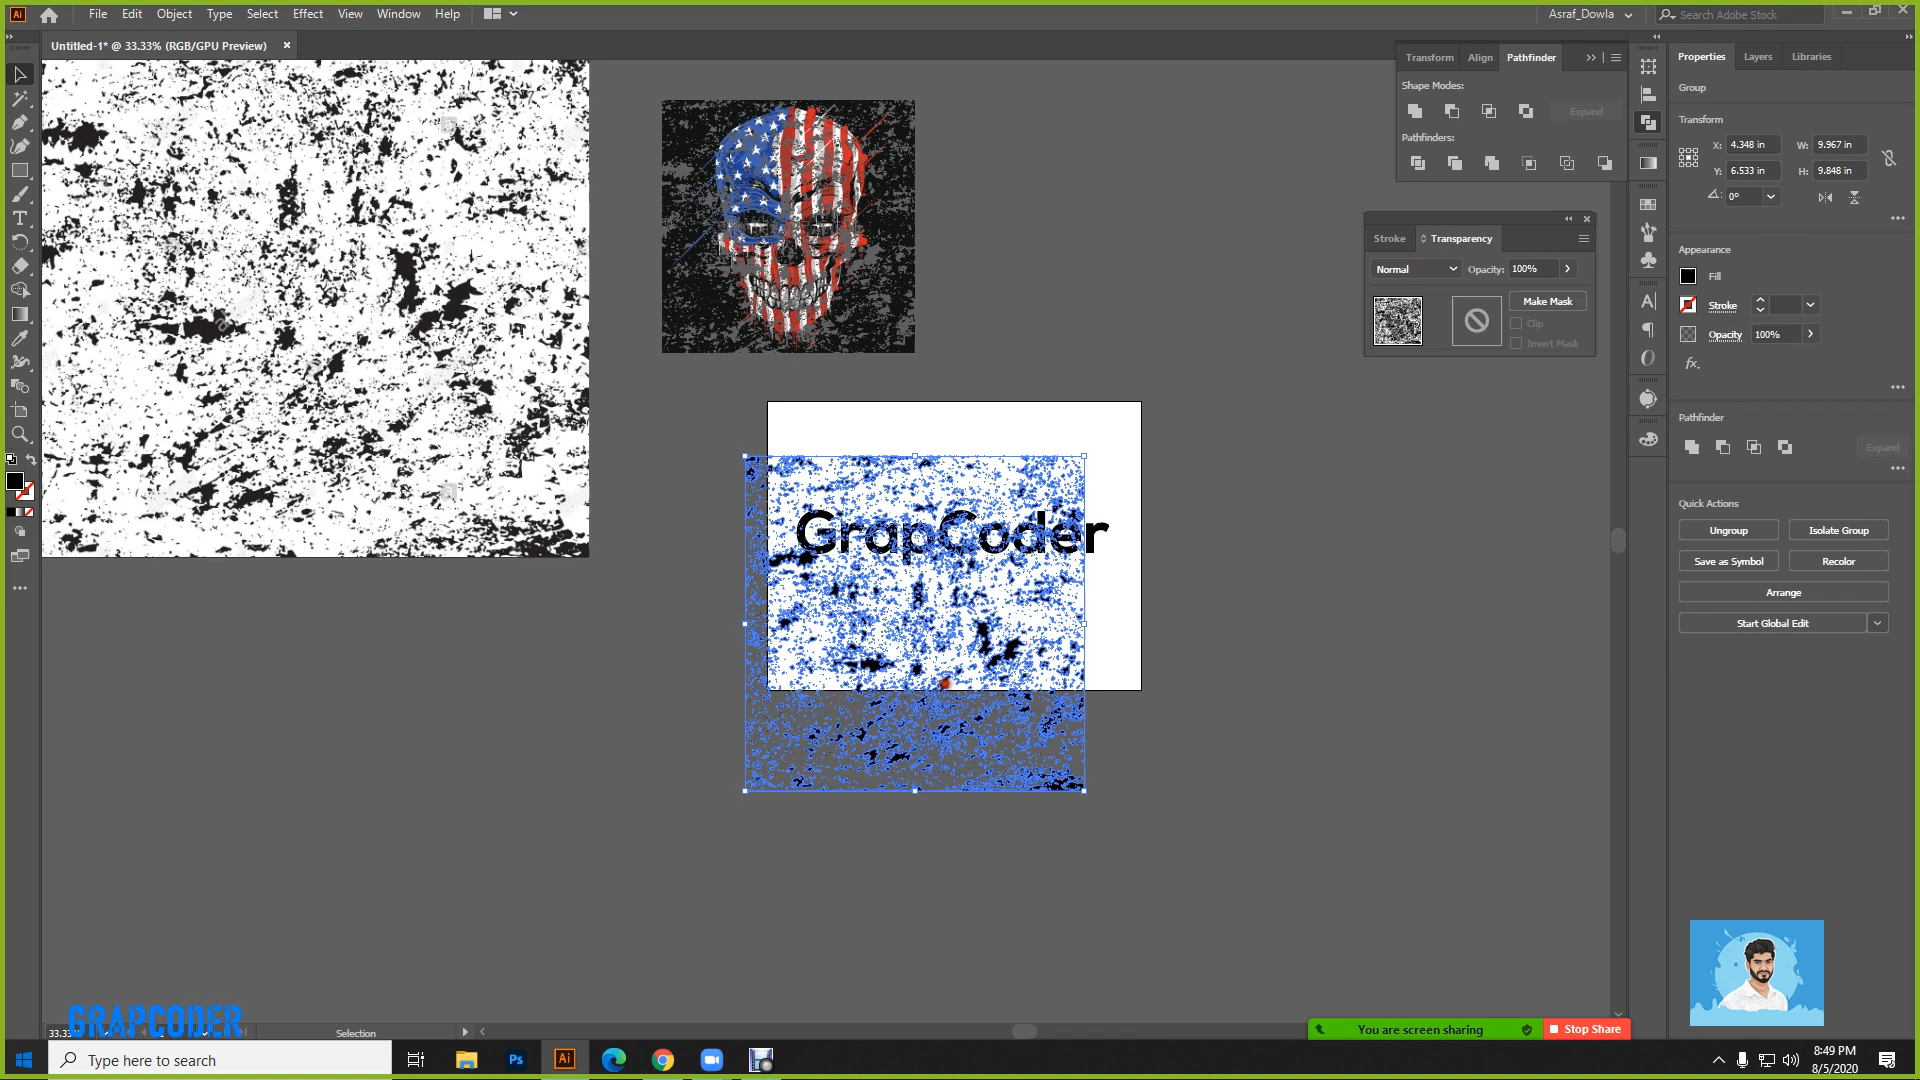 Ai File Edit Object Type Select Effect View Window Help Asraf_Dowla Search Adobe Stock
Untitled-1* @ 33.33% (RGB/GPU Preview) ×
Transform Align Pathfinder
Shape Modes:
Expand
Pathfinders:
Stroke Transparency
Normal Opacity: 100%
Make Mask
Clip
Invert Mask
GrapCoder
Properties Layers Libraries
Group
Transform
X: 4.348 in W: 9.967 in
Y: 6.533 in H: 9.848 in
0°
Appearance
Fill
Stroke
Opacity 100%
fx.
Pathfinder
Expand
Quick Actions
Ungroup Isolate Group
Save as Symbol Recolor
Arrange
Start Global Edit
GRAPCODER
33.33 Selection
You are screen sharing Stop Share
Type here to search Ps Ai
8:49 PM
8/5/2020